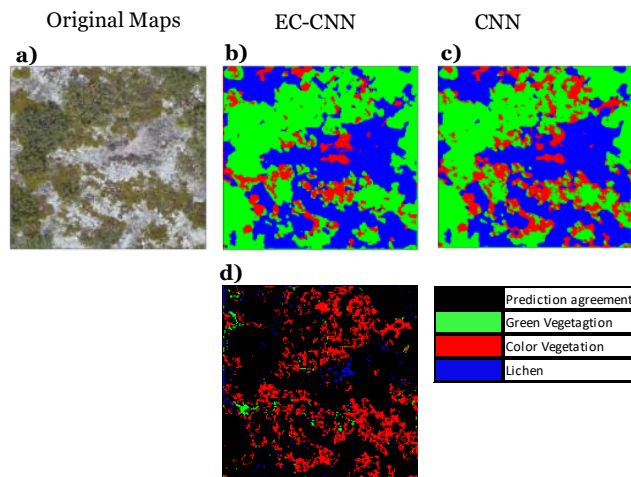 Original Maps
EC-CNN
CNN
a)
b)
c)
d)
Prediction agreement
Green Vegetagtion
Color Vegetation
Lichen